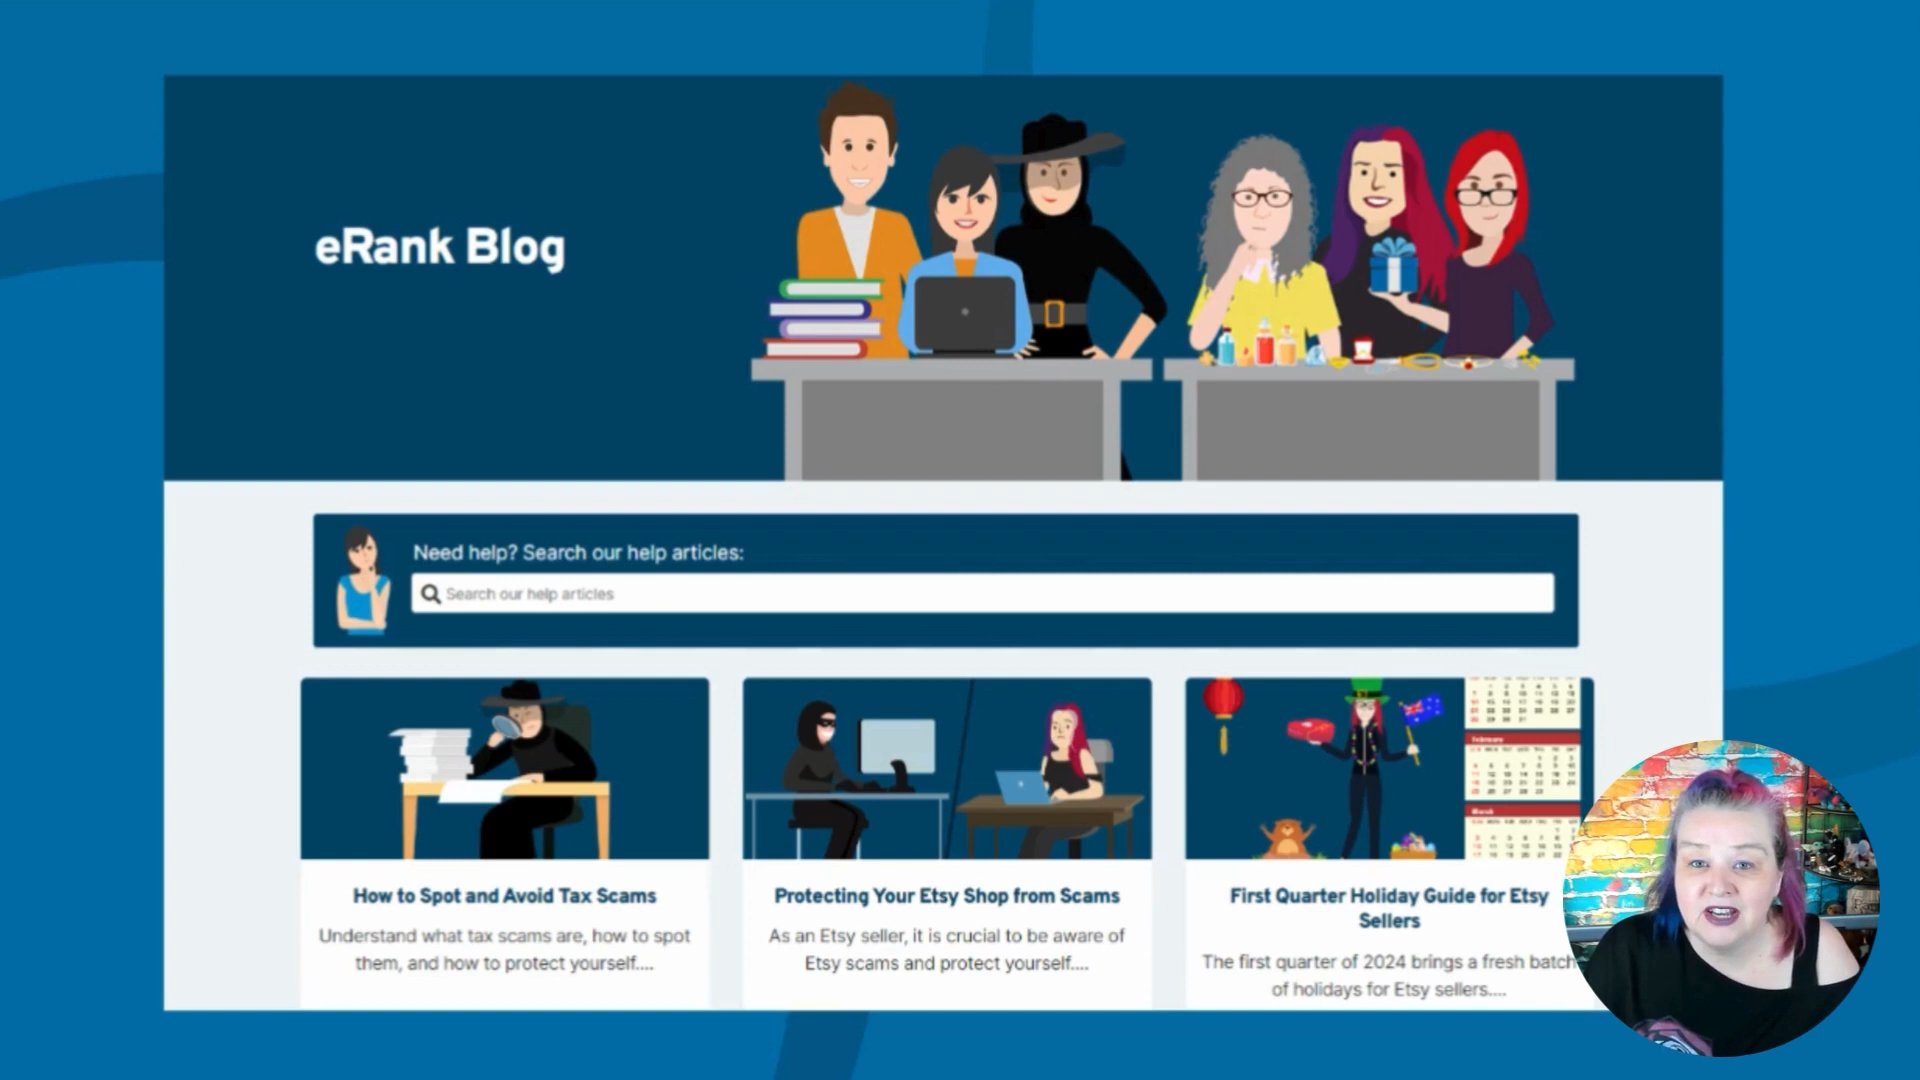 eRank Blog
Need help? Search our help articles:
Search our help articles
How to Spot and Avoid Tax Scams
Understand what tax scams are, how to spot
them, and how to protect yourself....
Protecting Your Etsy Shop from Scams
As an Etsy seller, it is crucial to be aware of
Etsy scams and protect yourself....
February
March
First Quarter Holiday Guide for Etsy
Sellers
The first quarter of 2024 brings a fresh batch
of holidays for Etsy sellers....